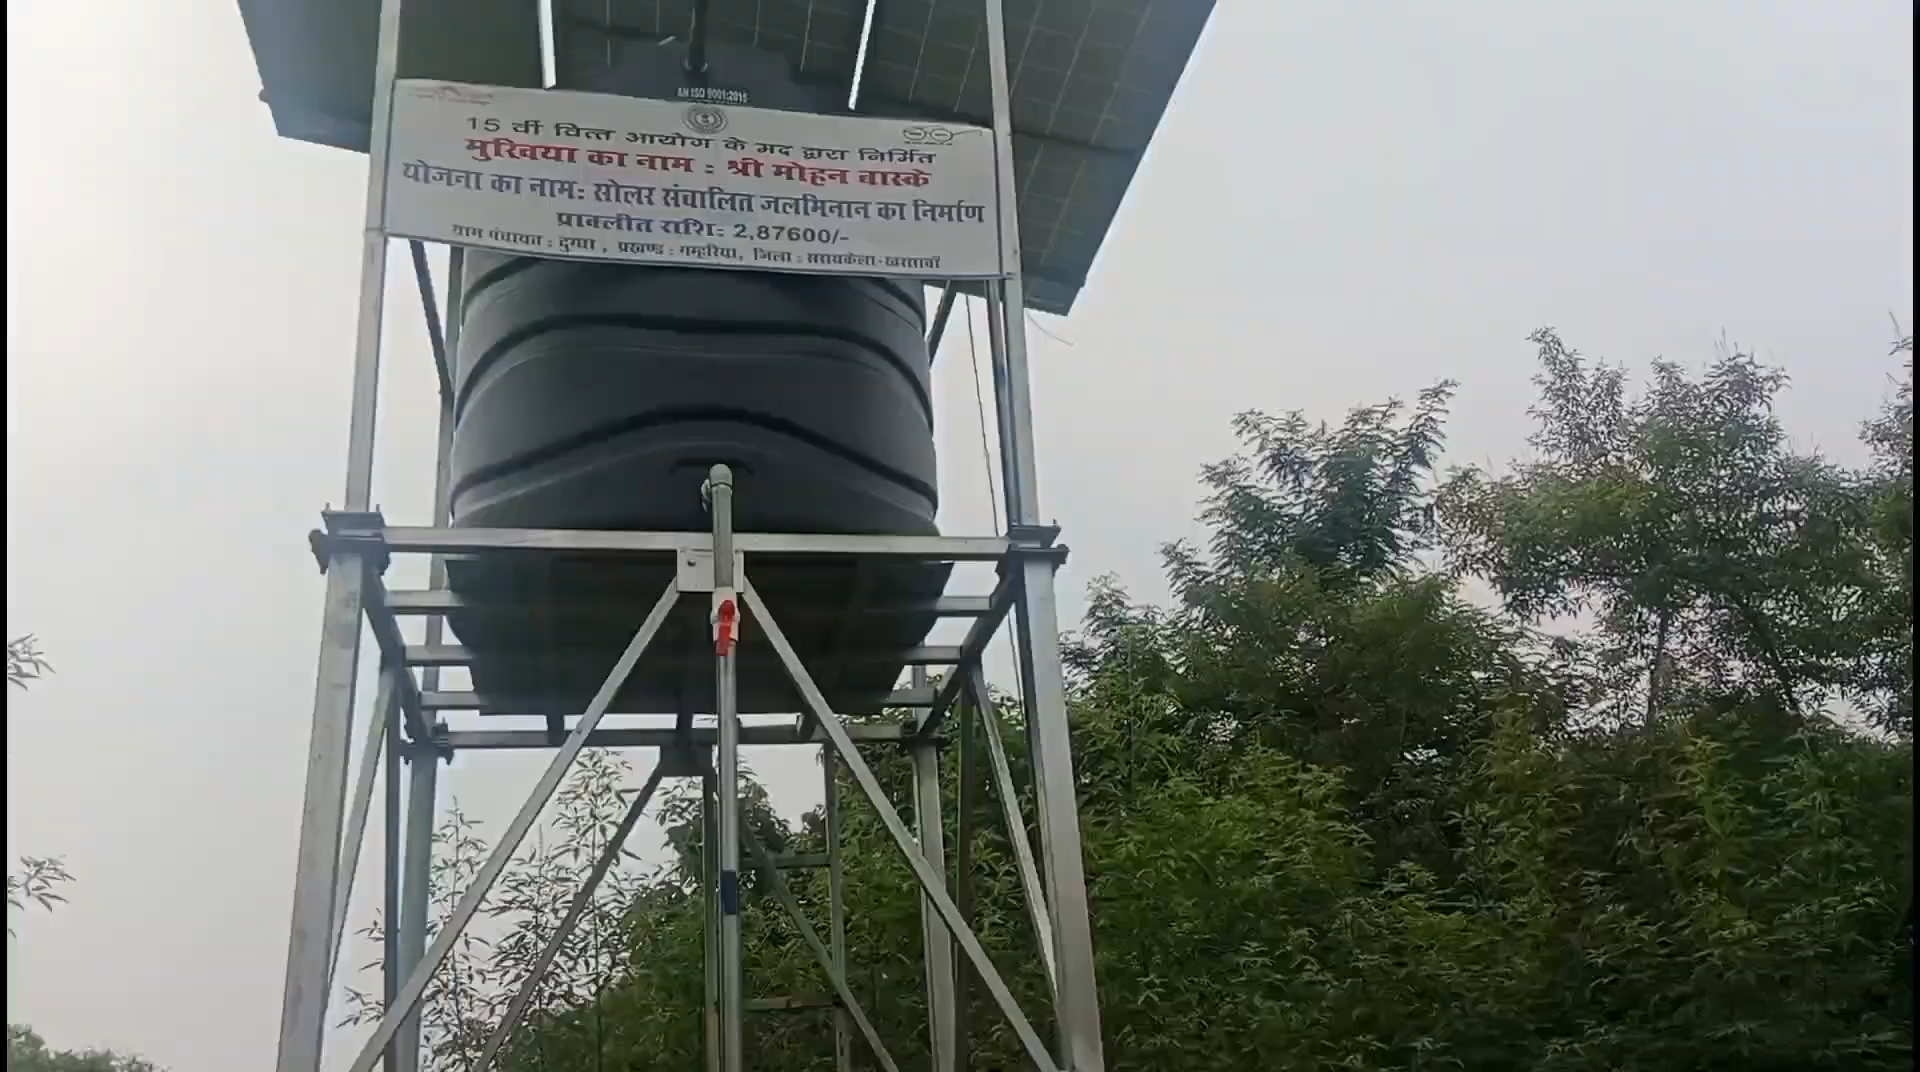 AN ISO 9001:2015
15 वीं वित्त आयोग के मद द्वारा निर्मित
मुखिया का नाम : श्री मोहन बास्के
योजना का नाम: सोलर संचालित जलमिनान का निर्माण
प्राक्लीत राशि: 2,87600/-
ग्राम पंचायत : दुग्धा , प्रखण्ड : गम्हरिया, जिला : सरायकेला-खरसावाँ